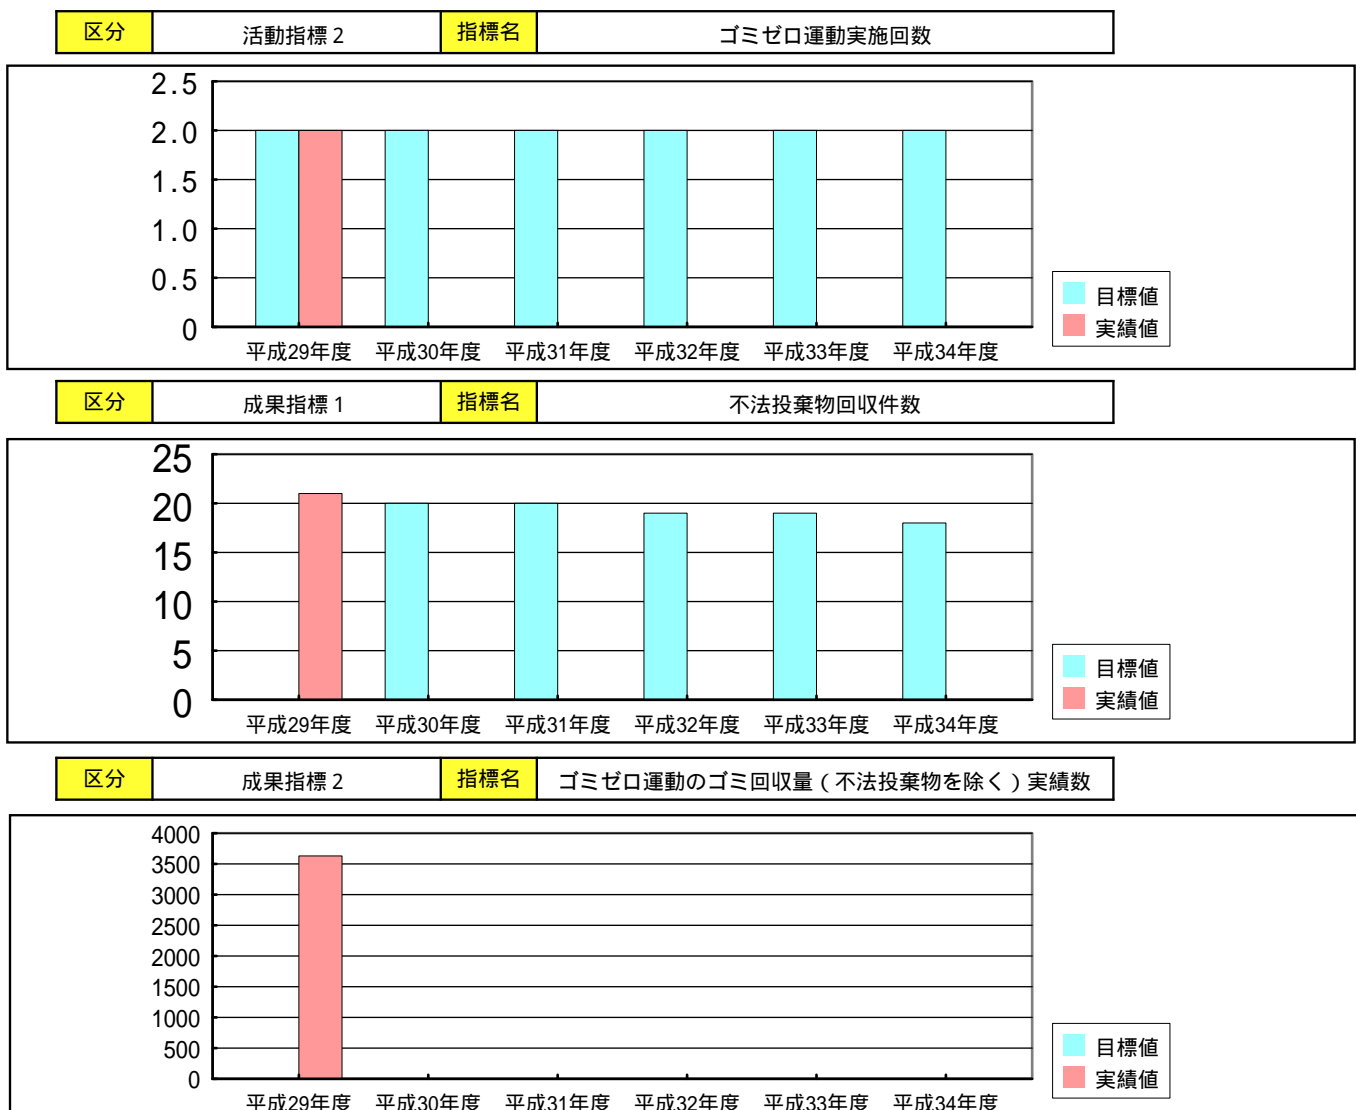 区分 活動指標２ 指標名 ゴミゼロ運動実施回数
2.5
2.0
1.5
1.0
0.5
0
平成29年度 平成30年度 平成31年度 平成32年度 平成33年度 平成34年度
目標値
実績値
区分 成果指標１ 指標名 不法投棄物回収件数
25
20
15
10
5
0
平成29年度 平成30年度 平成31年度 平成32年度 平成33年度 平成34年度
目標値
実績値
区分 成果指標２ 指標名 ゴミゼロ運動のゴミ回収量（不法投棄物を除く）実績数
4000
3500
3000
2500
2000
1500
1000
500
0
平成29年度 平成30年度 平成31年度 平成32年度 平成33年度 平成34年度
目標値
実績値